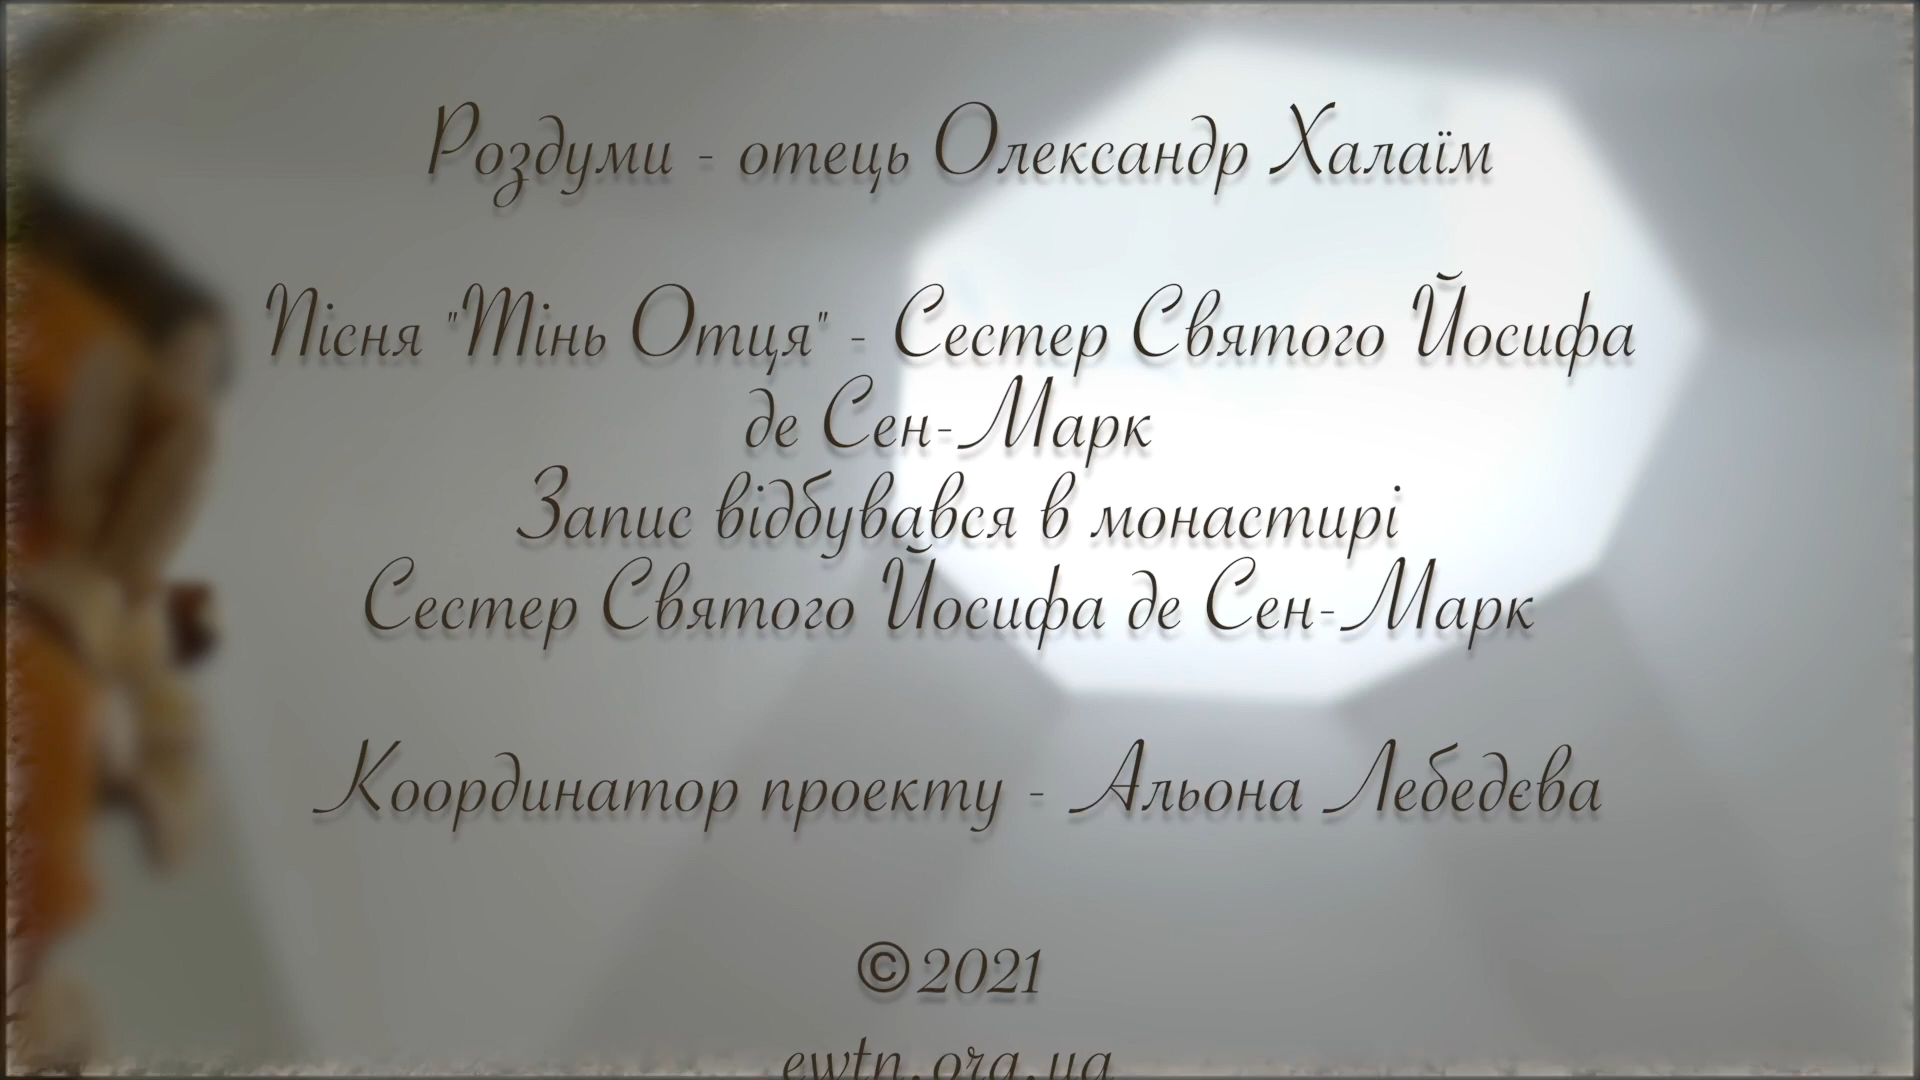 Роздуми - отець Олександр Халаїм
Пісня "Тінь Отця" - Сестер Святого Йосифа
де Сен-Марк
Запис відбувався в монастирі
Сестер Святого Йосифа де Сен-Марк
Координатор проекту - Альона Лебедєва
©2021
ewtn.org.ua